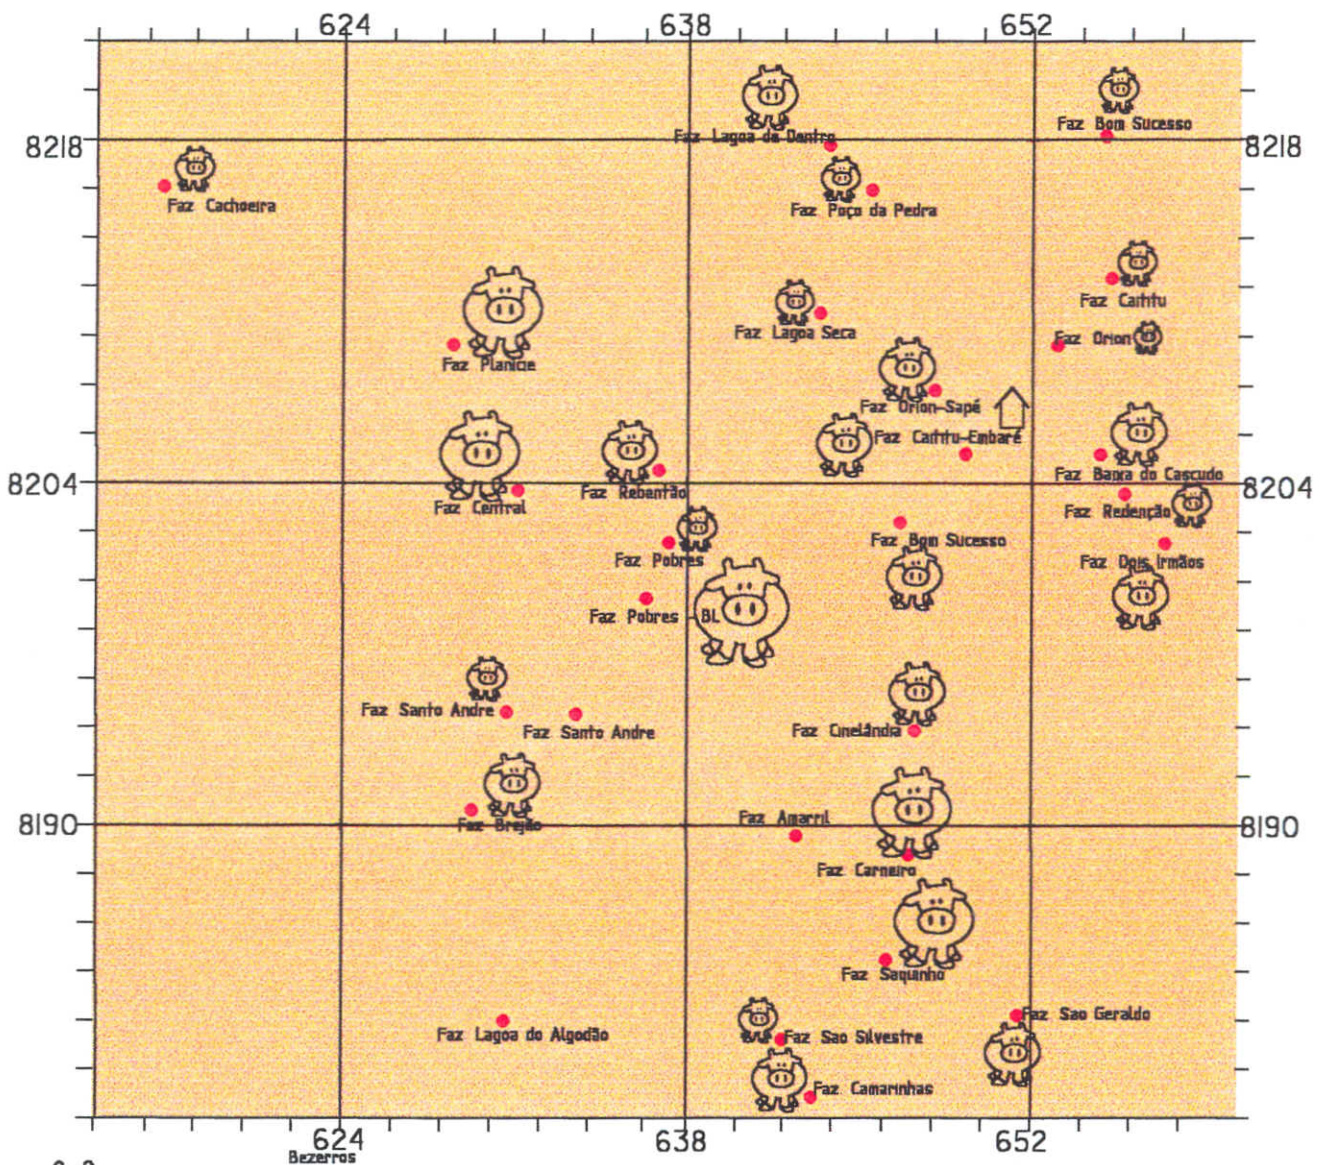 624 638 652
Faz Bom Sucesso
Faz Lagoa de Dentro
8218 8218
Faz Cachoeira
Faz Poço da Pedra
Faz Caititu
Faz Lagoa Seca
Faz Orion
Faz Planicie
Faz Orion-Sapé
Faz Caititu-Embaré
Faz Baixa do Cascudo
8204 8204
Faz Rebentão
Faz Central
Faz Redenção
Faz Bom Sucesso
Faz Pobres
Faz Dois Irmãos
Faz Pobres - BL
Faz Santo Andre
Faz Santo Andre
Faz Cinelândia
Faz Amarril
8190 8190
Faz Brejão
Faz Carneiro
Faz Saquinho
Faz Sao Geraldo
Faz Lagoa do Algodão
Faz Sao Silvestre
Faz Camarinhas
624 638 652
Bezerros